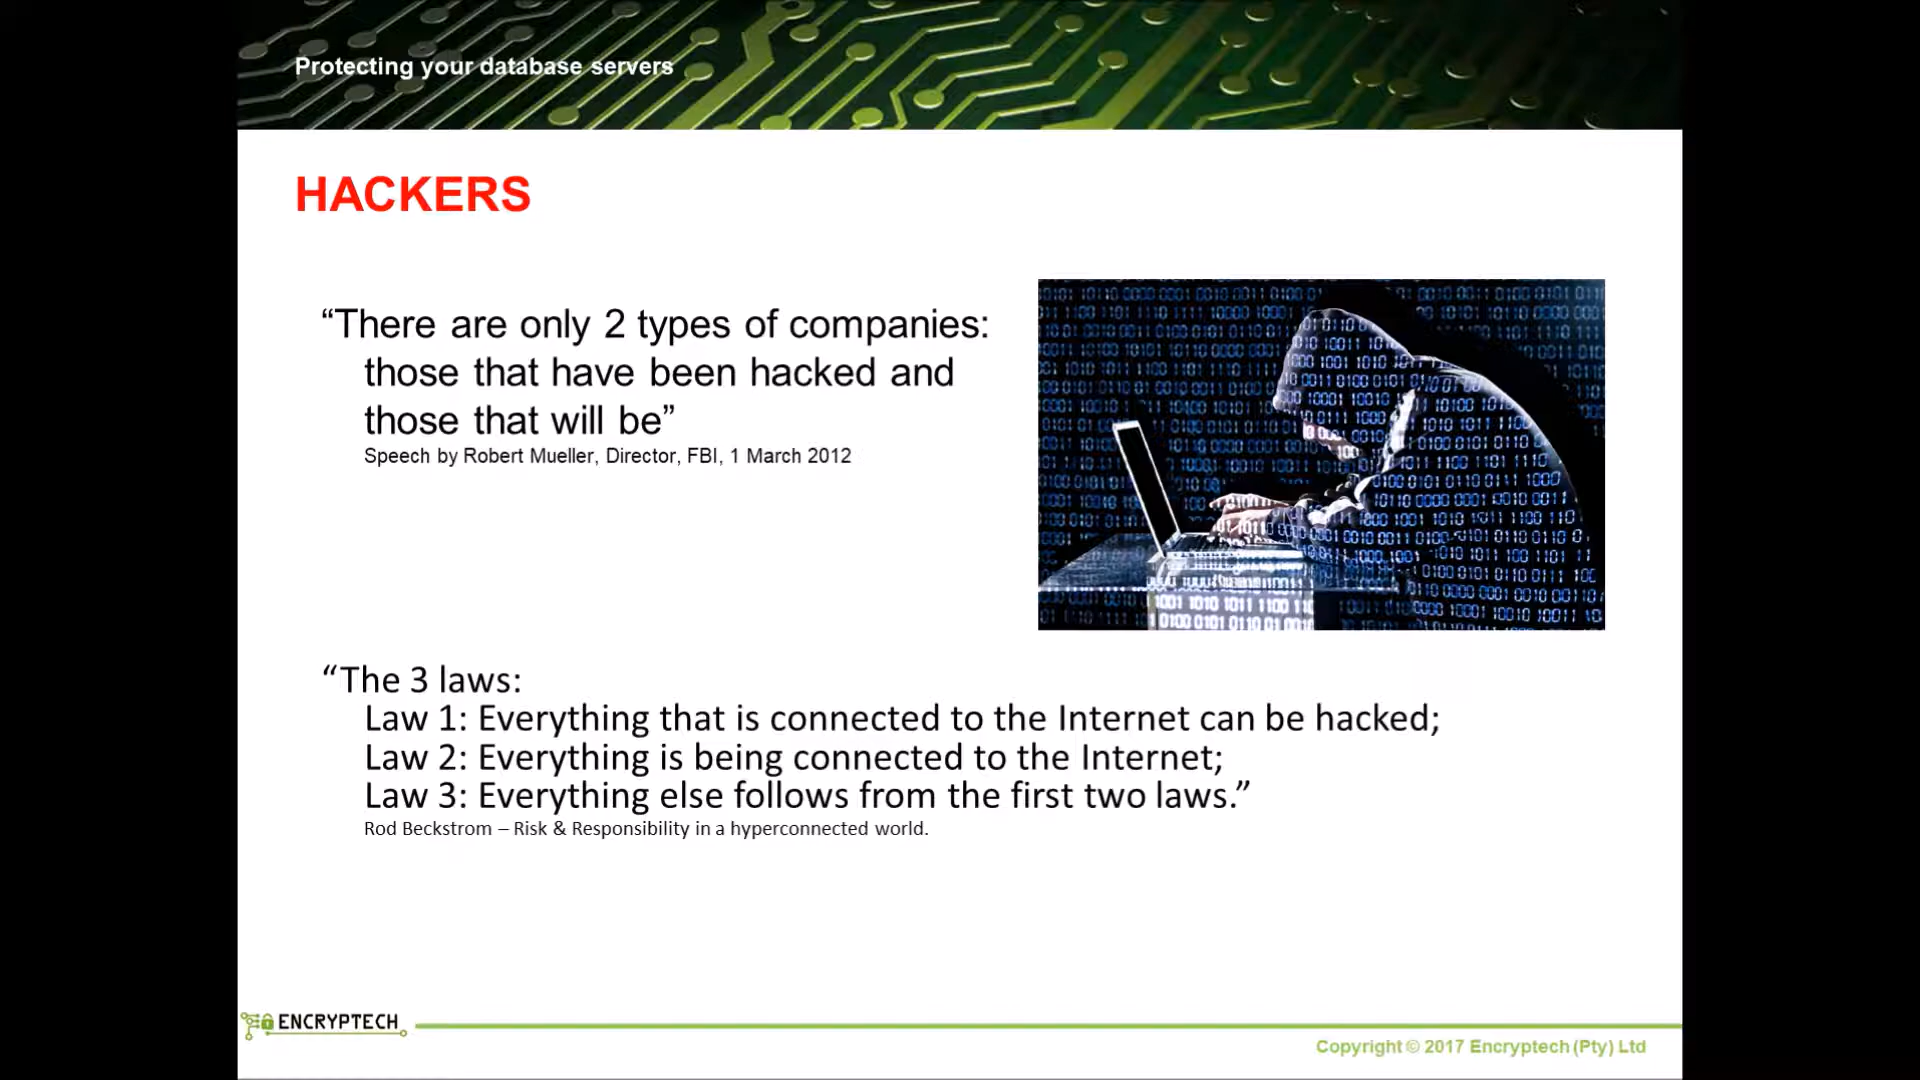 Protecting your database servers
HACKERS
“There are only 2 types of companies:
those that have been hacked and
those that will be”
Speech by Robert Mueller, Director, FBI, 1 March 2012
“The 3 laws:
Law 1: Everything that is connected to the Internet can be hacked;
Law 2: Everything is being connected to the Internet;
Law 3: Everything else follows from the first two laws.”
Rod Beckstrom – Risk & Responsibility in a hyperconnected world.
ENCRYPTECH
Copyright © 2017 Encryptech (Pty) Ltd